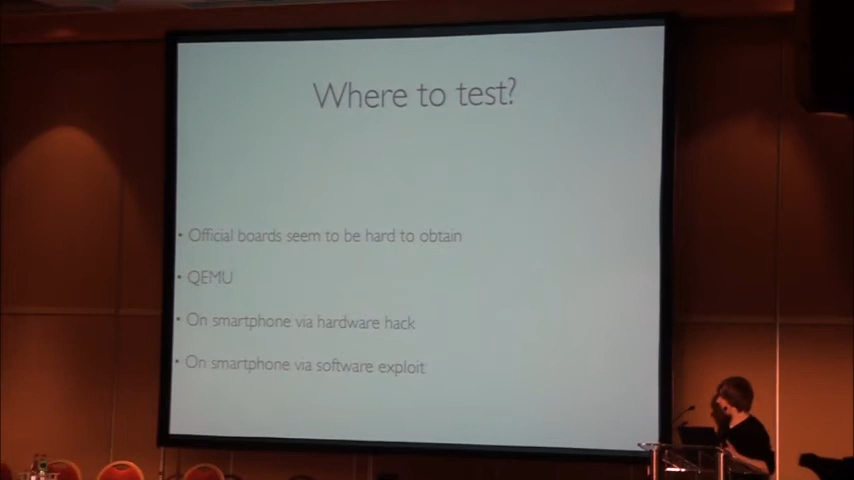 Where to test?
• Official boards seem to be hard to obtain
• QEMU
• On smartphone via hardware hack
• On smartphone via software exploit